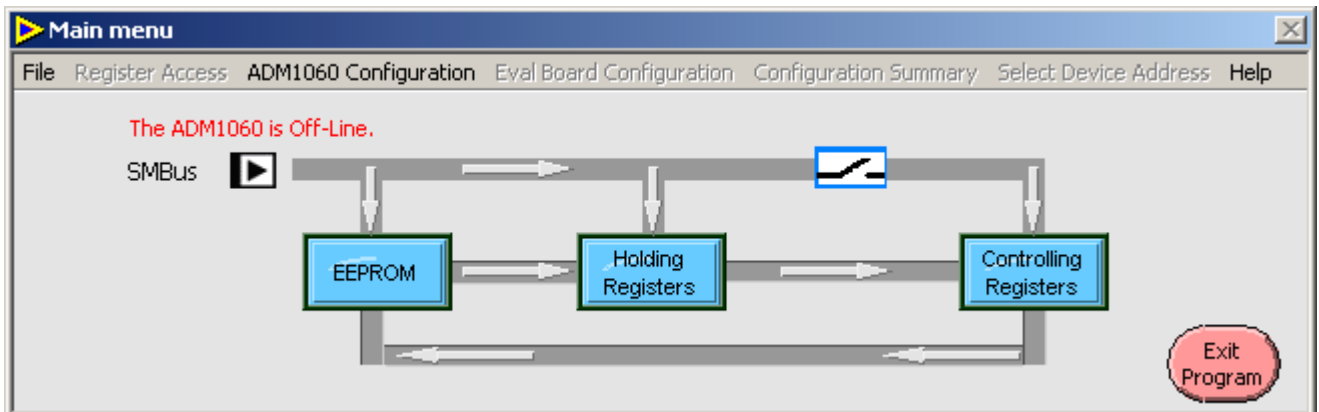 Main menu
File Register Access ADM1060 Configuration Eval Board Configuration Configuration Summary Select Device Address Help
The ADM1060 is Off-Line.
SMBus
EEPROM
Holding
Registers
Controlling
Registers
Exit
Program